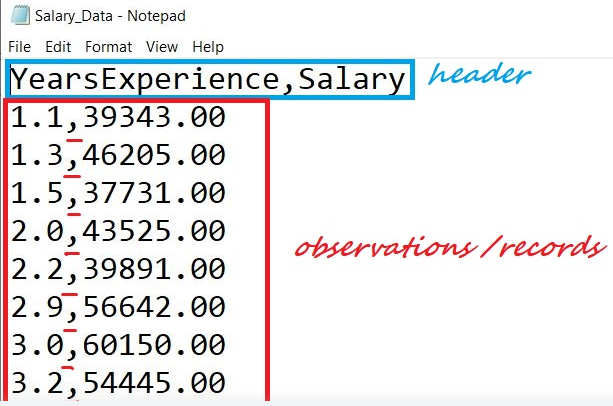 Salary_Data - Notepad
File Edit Format View Help
YearsExperience,Salary header
1.1,39343.00
1.3,46205.00
1.5,37731.00
2.0,43525.00
observations/records
2.2,39891.00
2.9,56642.00
3.0,60150.00
3.2,54445.00